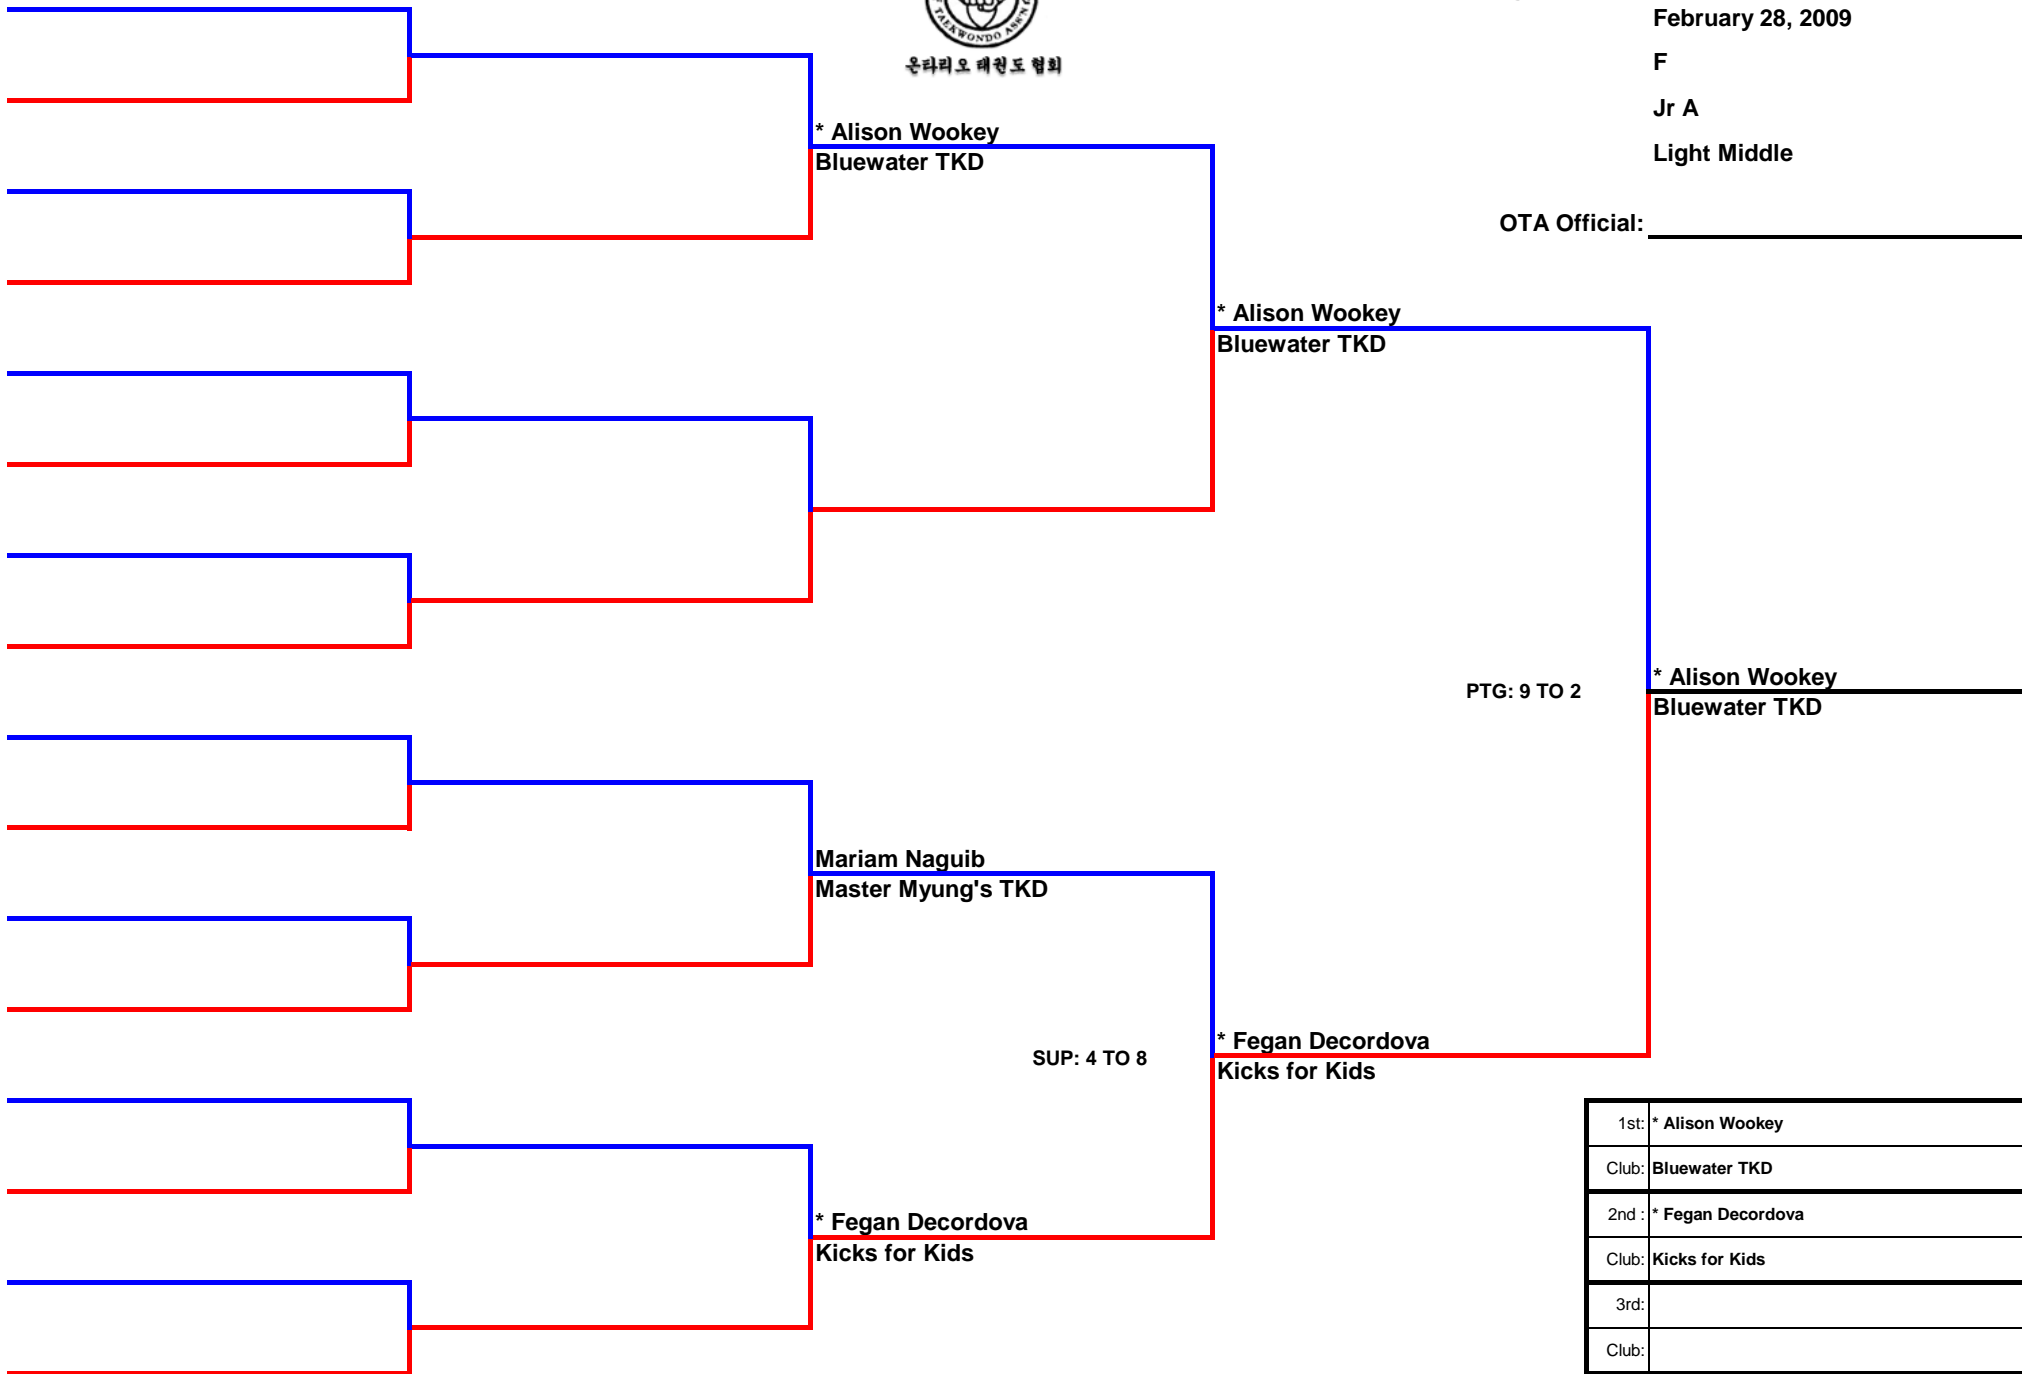 TAEKWONDO ASS'N
온타리오 태권도 협회
February 28, 2009
F
Jr A
Light Middle
OTA Official:
* Alison Wookey
Bluewater TKD
* Alison Wookey
Bluewater TKD
PTG: 9 TO 2
* Alison Wookey
Bluewater TKD
Mariam Naguib
Master Myung's TKD
SUP: 4 TO 8
* Fegan Decordova
Kicks for Kids
* Fegan Decordova
Kicks for Kids
1st: * Alison Wookey
Club: Bluewater TKD
2nd : * Fegan Decordova
Club: Kicks for Kids
3rd:
Club: